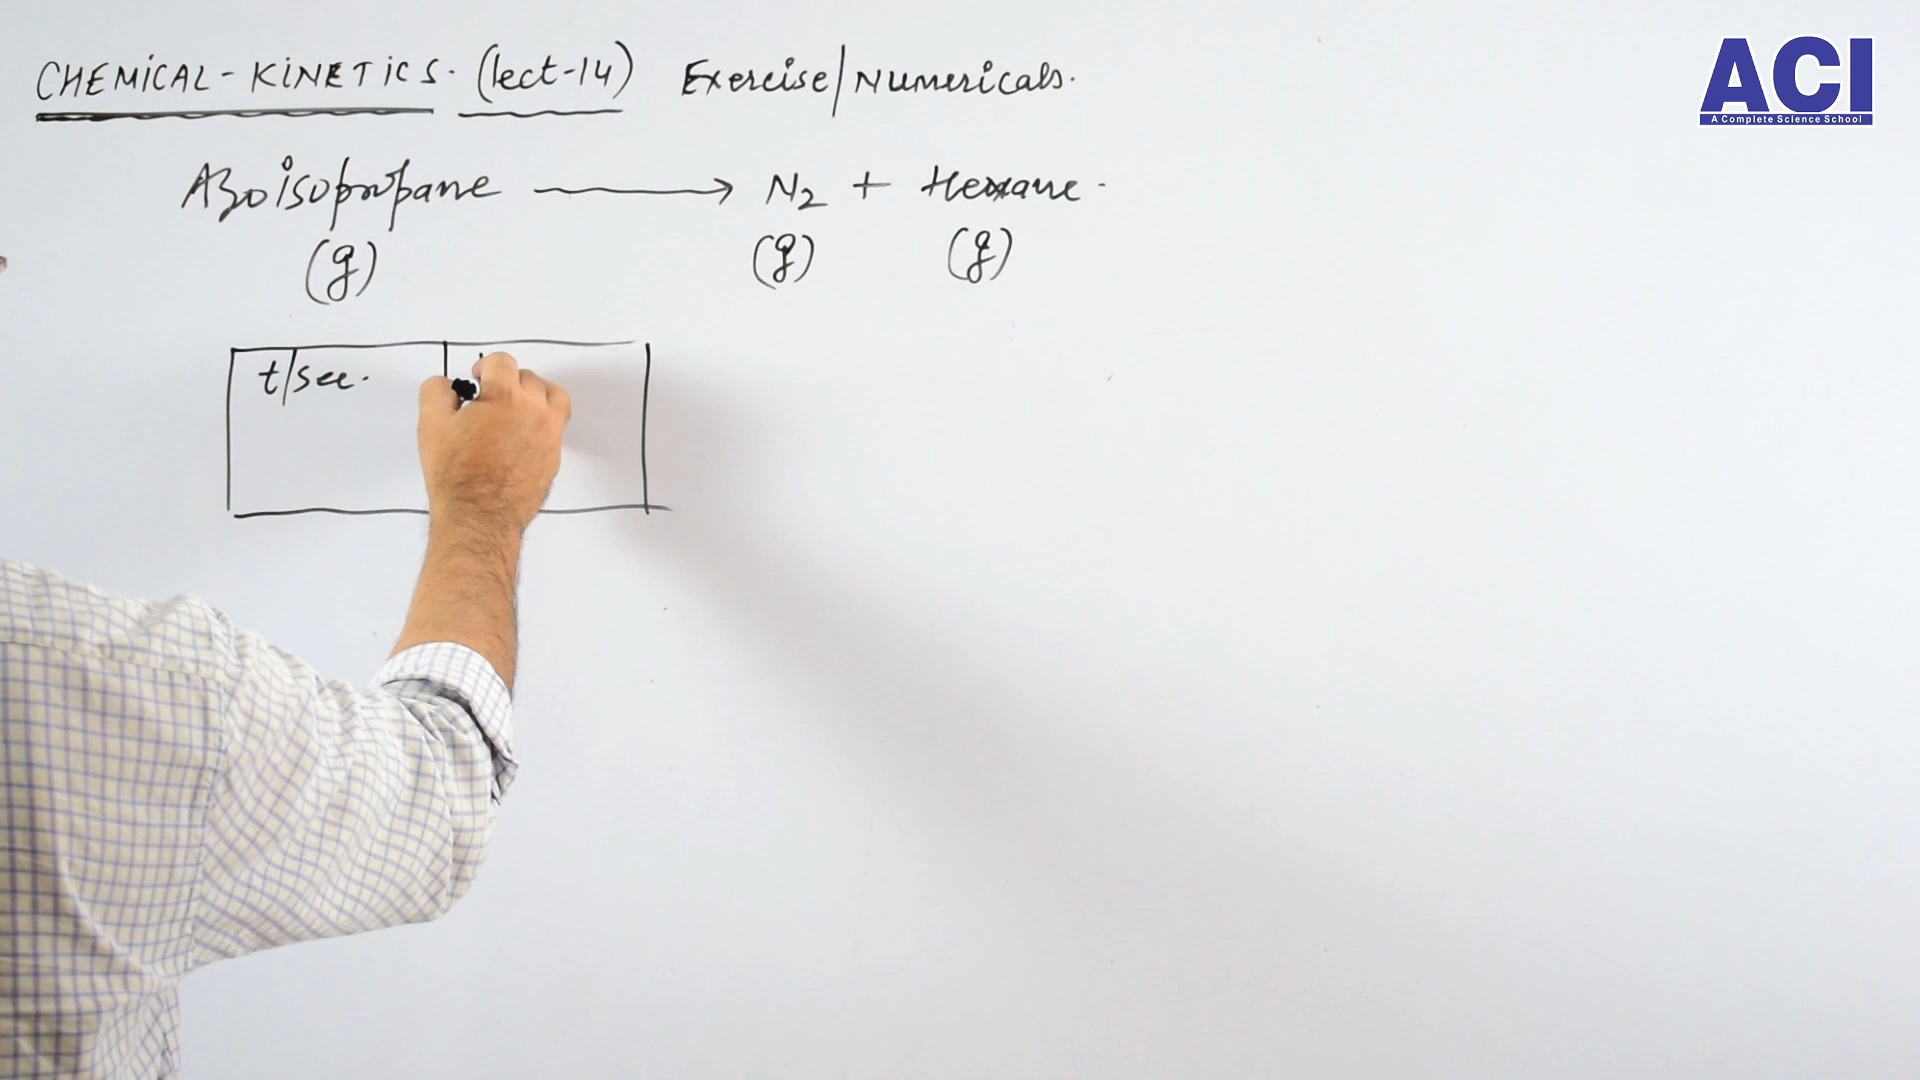 CHEMICAL-KINETICS. (lect-14) Exercise/Numericals.
ACI
A Complete Science School
Azoisopropane ⟶ N₂ + Hexane.
(g) (g) (g)
t/sec.